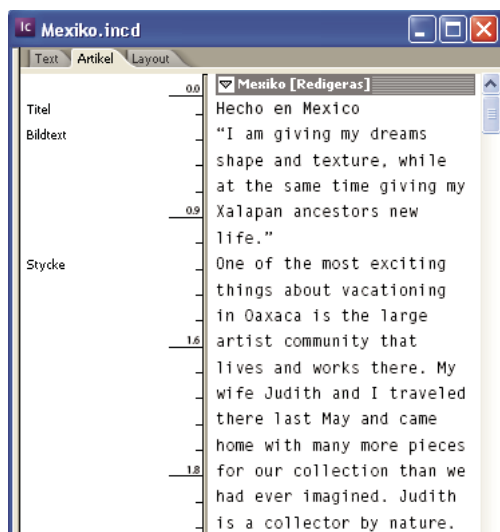 Ic Mexiko.incd
Text Artikel Layout
0.0 Mexiko [Redigeras]
Titel Hecho en Mexico
Bildtext “I am giving my dreams
shape and texture, while
at the same time giving my
0.9 Xalapan ancestors new
life.”
Stycke One of the most exciting
things about vacationing
in Oaxaca is the large
1.6 artist community that
lives and works there. My
wife Judith and I traveled
there last May and came
home with many more pieces
1.8 for our collection than we
had ever imagined. Judith
is a collector by nature.